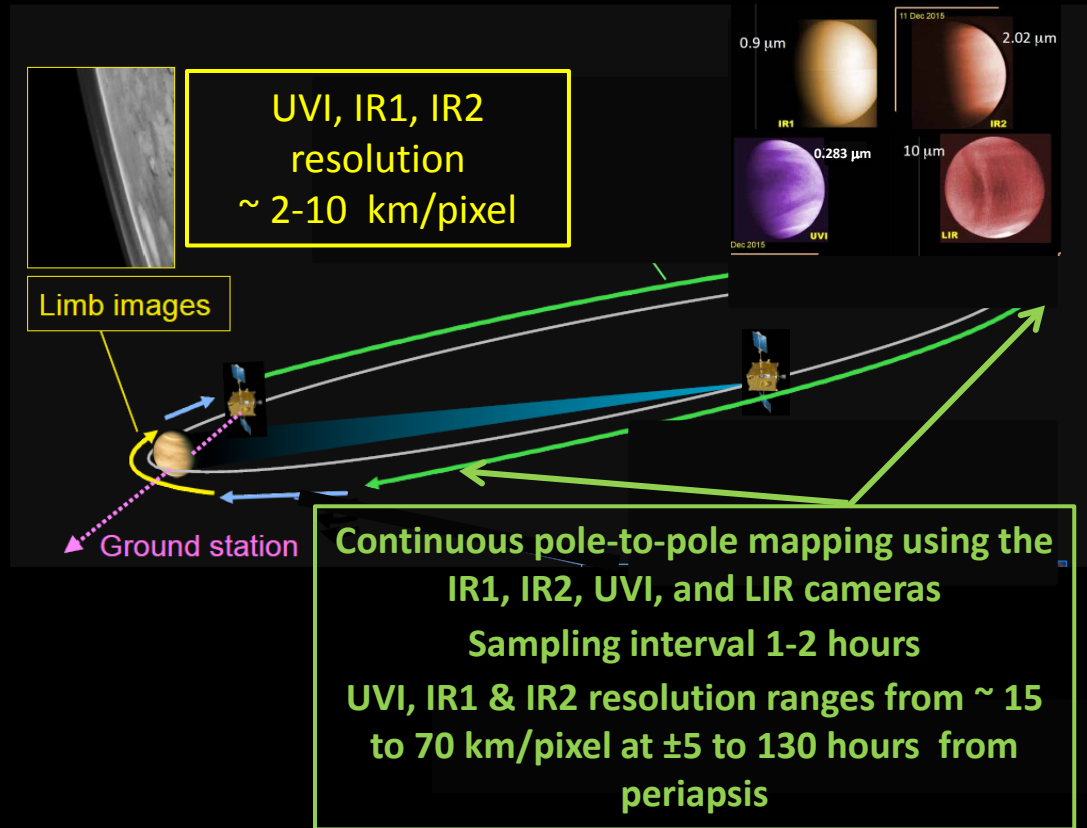 11 Dec 2015
0.9 µm
2.02 µm
IR1
IR2
0.283 µm
10 µm
Dec 2015
UVI
LIR
UVI, IR1, IR2
resolution
~ 2-10 km/pixel
Limb images
Ground station
Continuous pole-to-pole mapping using the
IR1, IR2, UVI, and LIR cameras
Sampling interval 1-2 hours
UVI, IR1 & IR2 resolution ranges from ~ 15
to 70 km/pixel at ±5 to 130 hours from
periapsis